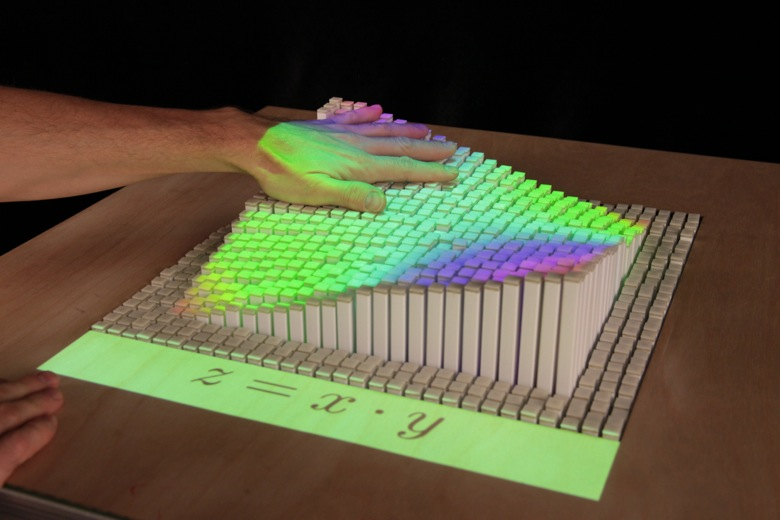 z = x · y